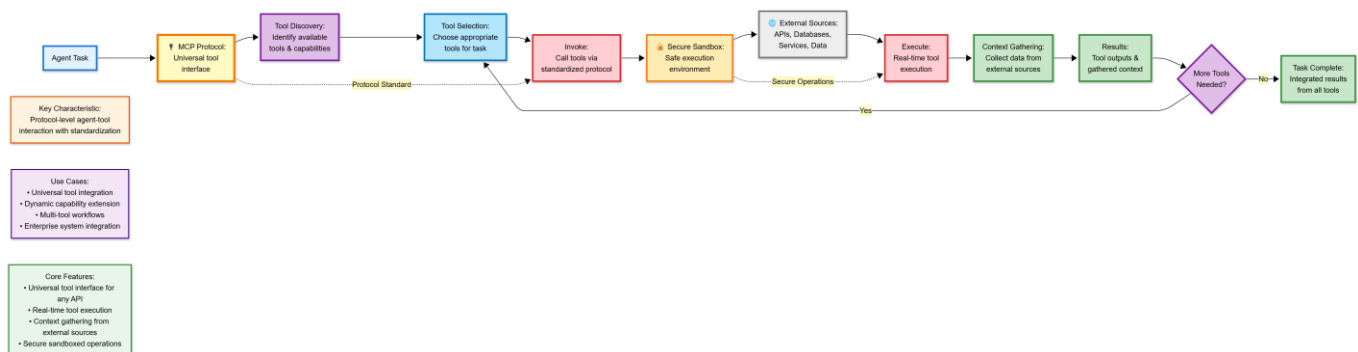 Agent Task
MCP Protocol:
Universal tool
interface
Tool Discovery:
Identify available
tools & capabilities
Tool Selection:
Choose appropriate
tools for task
Invoke:
Call tools via
standardized protocol
Secure Sandbox:
Safe execution
environment
External Sources:
APIs, Databases,
Services, Data
Execute:
Real-time tool
execution
Context Gathering:
Collect data from
external sources
Results:
Tool outputs &
gathered context
More Tools
Needed?
No
Task Complete:
Integrated results
from all tools
Protocol Standard
Secure Operations
Yes
Key Characteristic:
Protocol-level agent-tool
interaction with standardization
Use Cases:
• Universal tool integration
• Dynamic capability extension
• Multi-tool workflows
• Enterprise system integration
Core Features:
• Universal tool interface for
any API
• Real-time tool execution
• Context gathering from
external sources
• Secure sandboxed operations